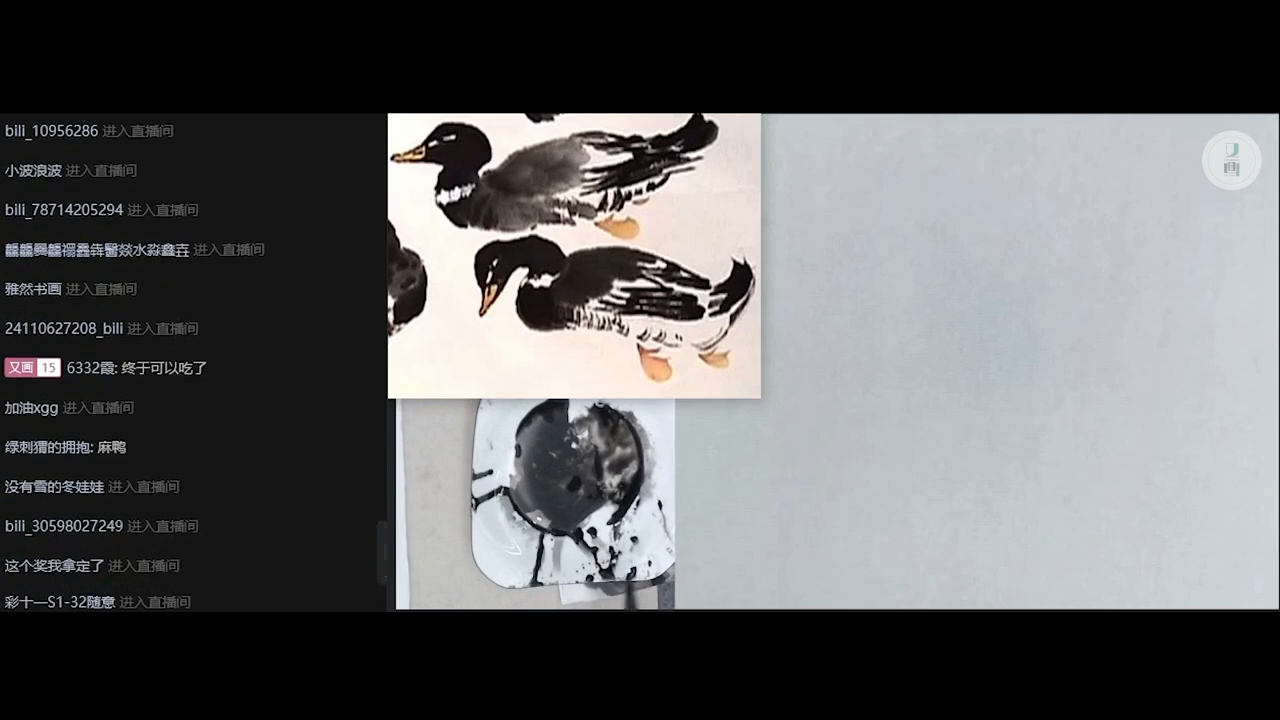 bili_10956286 进入直播间
小波浪波 进入直播间
bili_78714205294 进入直播间
燚水淼鑫壵 进入直播间
雅然书画 进入直播间
24110627208_bili 进入直播间
又画 15 6332霞: 终于可以吃了
加油xgg 进入直播间
绿刺猬的拥抱: 麻鸭
没有雪的冬娃娃 进入直播间
bili_30598027249 进入直播间
这个奖我拿定了 进入直播间
彩十一S1-32随意 进入直播间